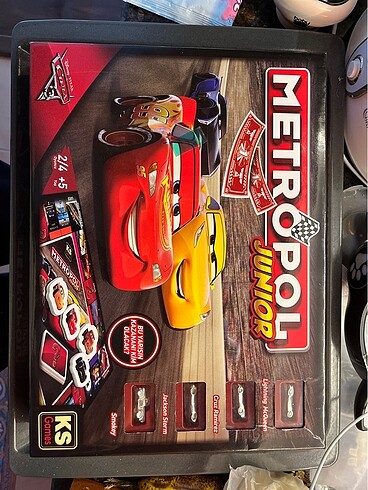 METROPOL
JUNIOR
2/4
+5
BU YARIŞIN
KAZANANI KİM
OLACAK?
METROPOL
Lightning McQueen
Cruz Ramirez
Jackson Storm
Smokey
KS
Games